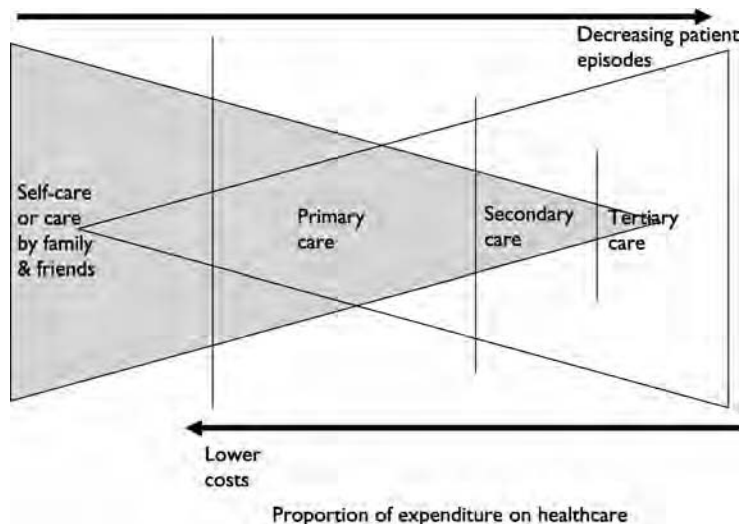 Decreasing patient
episodes
Self-care
or care
by family
& friends
Primary
care
Secondary
care
Tertiary
care
Lower
costs
Proportion of expenditure on healthcare